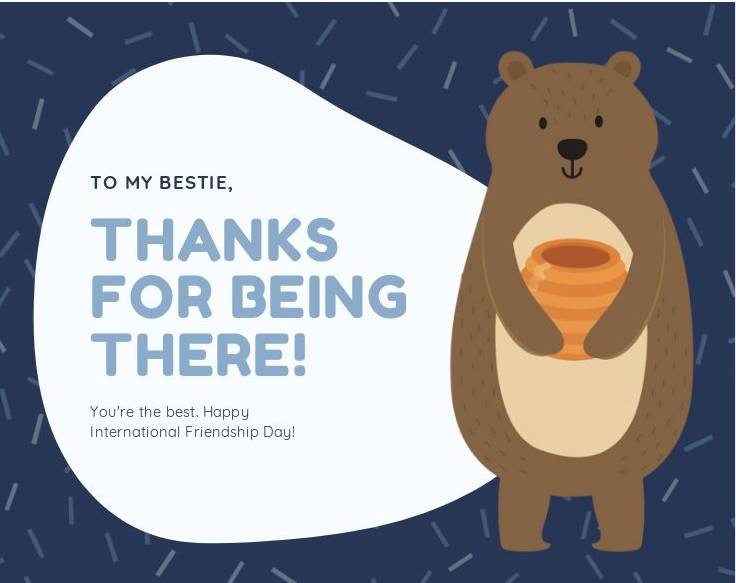 TO MY BESTIE,
THANKS
FOR BEING
THERE!
You're the best. Happy
International Friendship Day!